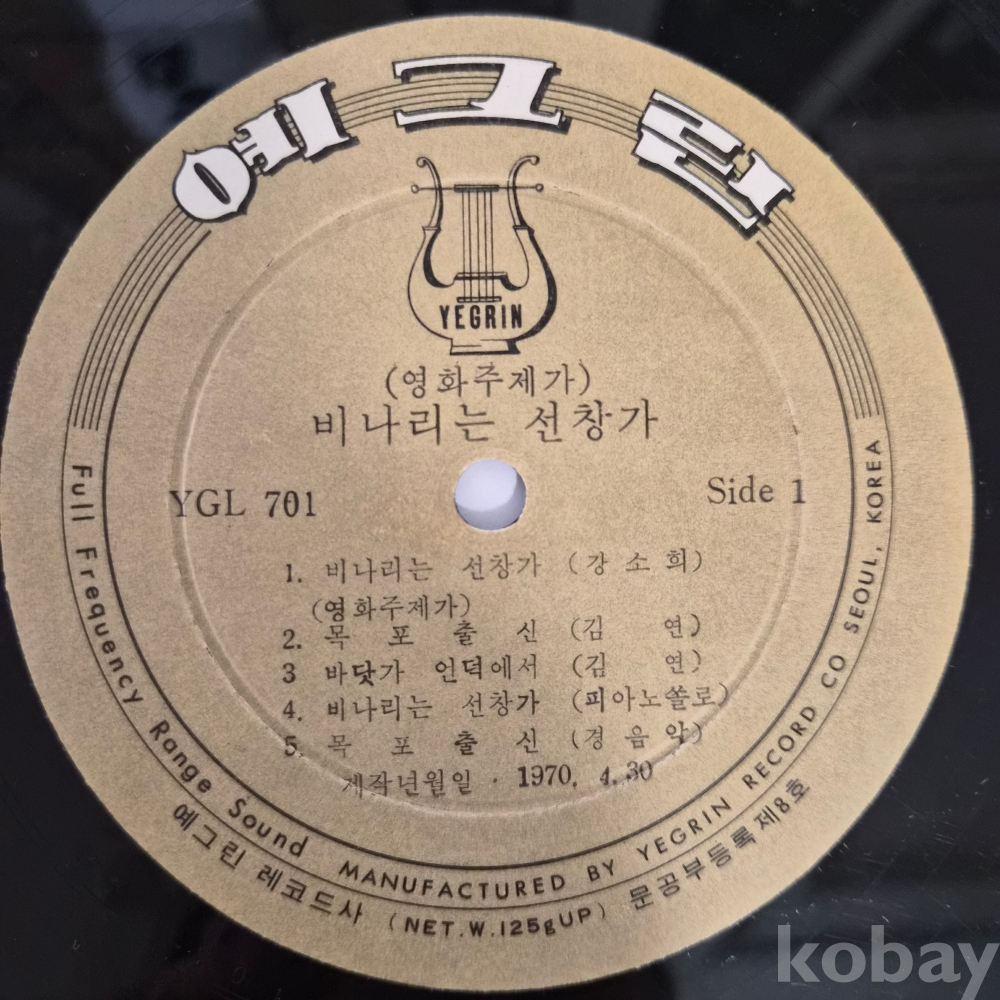 예그린
YEGRIN
(영화주제가)
비나리는 선창가
YGL 701
Side 1
1. 비나리는 선창가 (강소희)
(영화주제가)
2. 목포출신 (김 연)
3 바닷가 언덕에서 (김 연)
4. 비나리는 선창가 (피아노쏠로)
5. 목포출신 (경음악)
제작년월일 · 1970. 4.30
Full Frequency Range Sound
MANUFACTURED BY YEGRIN RECORD CO SEOUL, KOREA
예그린 레코드사 (NET.W.125gUP) 문공부등록제8호
kobay